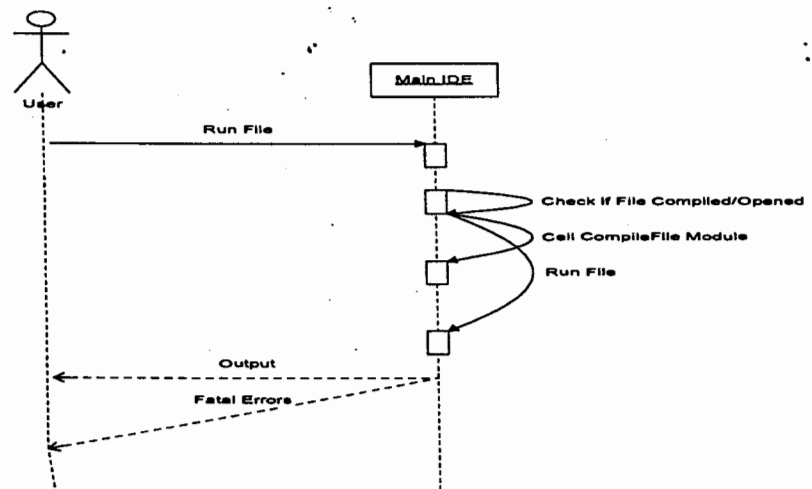 User
Main IDE
Run File
Check If File Compiled/Opened
Call CompileFile Module
Run File
Output
Fatal Errors